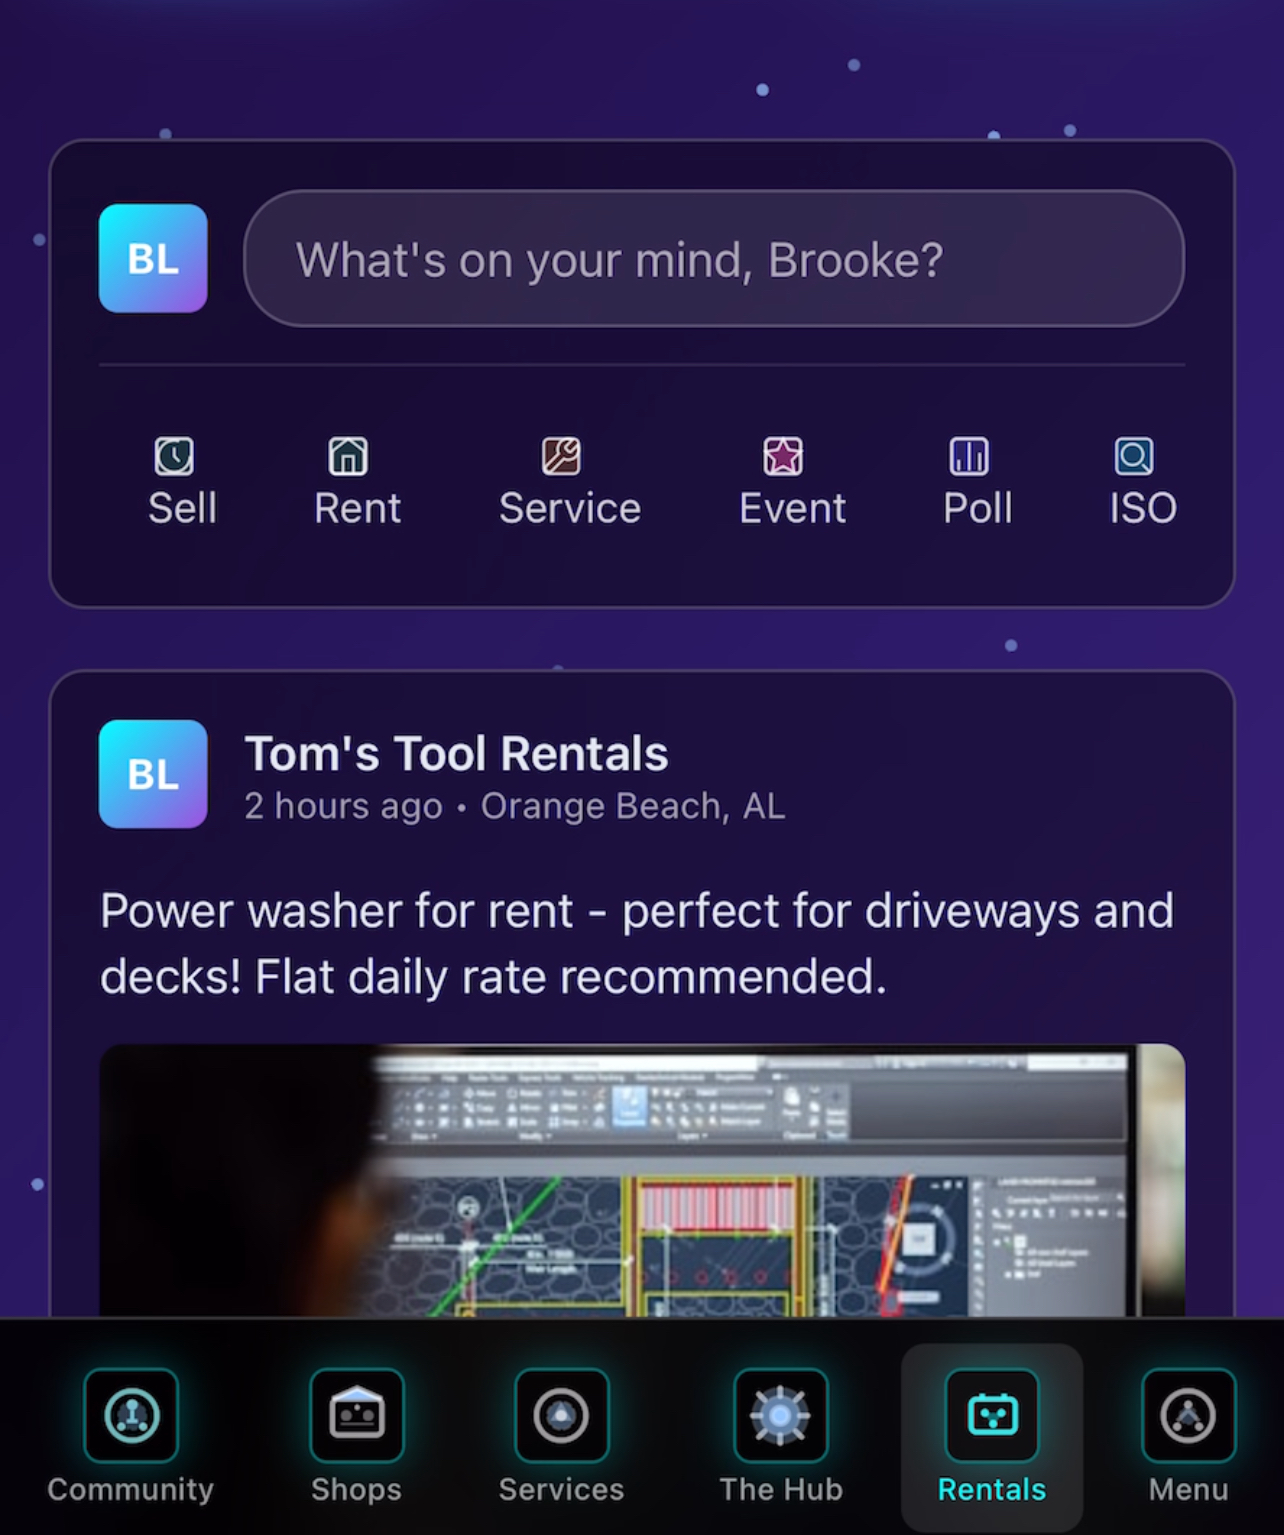 BL
What's on your mind, Brooke?
Sell Rent Service Event Poll ISO
BL
Tom's Tool Rentals
2 hours ago • Orange Beach, AL
Power washer for rent - perfect for driveways and
decks! Flat daily rate recommended.
Community Shops Services The Hub Rentals Menu